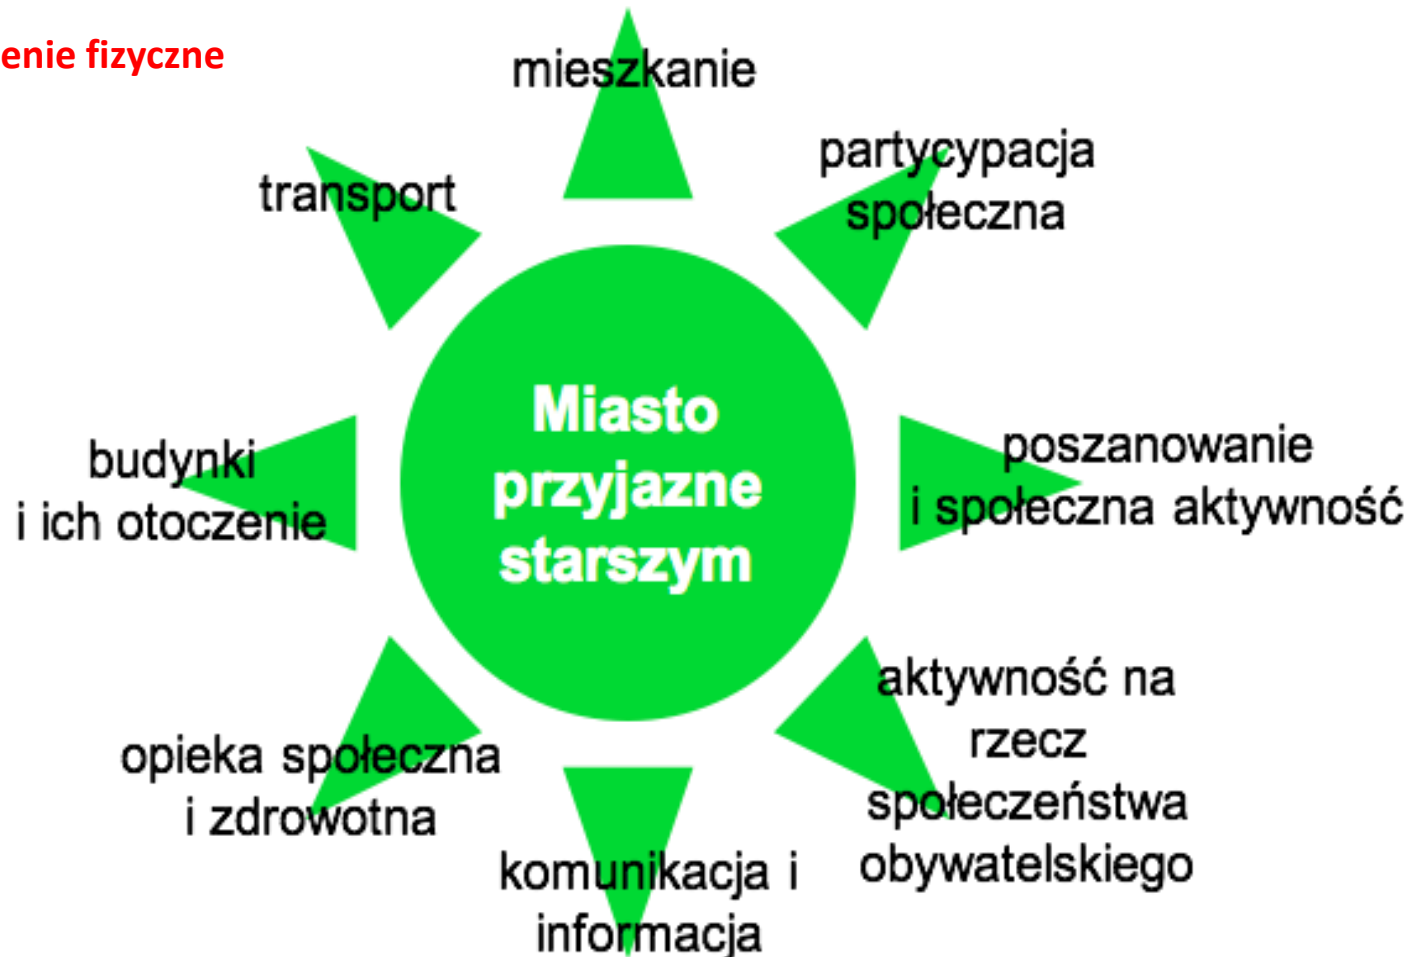 enie fizyczne
mieszkanie
partycypacja
społeczna
transport
Miasto
przyjazne
starszym
poszanowanie
i społeczna aktywność
budynki
i ich otoczenie
aktywność na
rzecz
społeczeństwa
obywatelskiego
opieka społeczna
i zdrowotna
komunikacja i
informacja